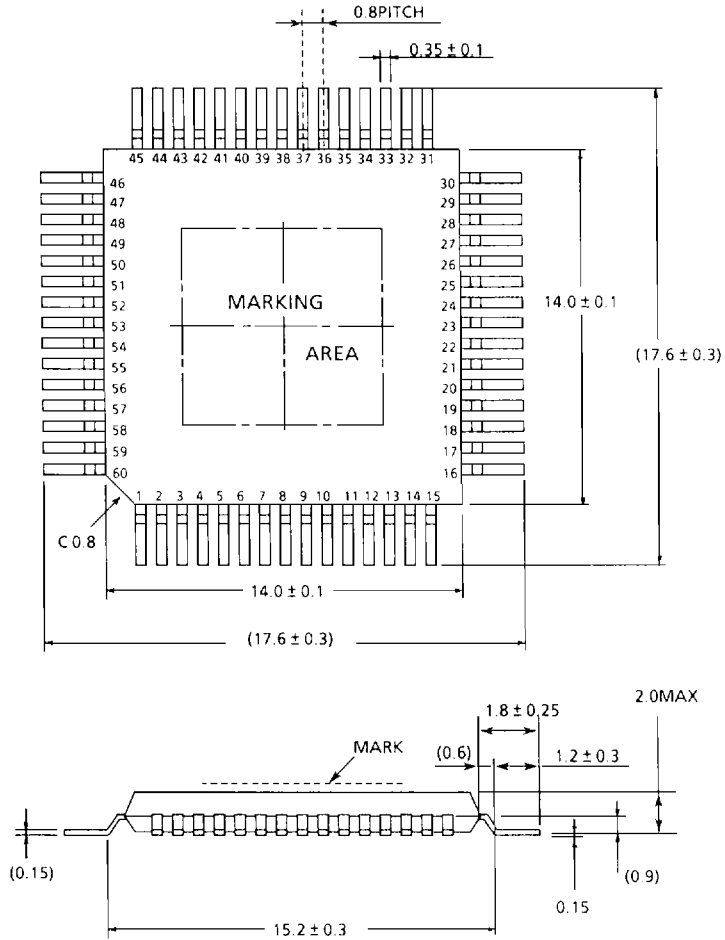 0.8PITCH
0.35 ± 0.1
45 44 43 42 41 40 39 38 37 36 35 34 33 32 31
46
47
48
49
50
51
52
53
54
55
56
57
58
59
60
30
29
28
27
26
25
24
23
22
21
20
19
18
17
16
MARKING
AREA
14.0 ± 0.1
(17.6 ± 0.3)
1 2 3 4 5 6 7 8 9 10 11 12 13 14 15
C 0.8
14.0 ± 0.1
(17.6 ± 0.3)
2.0MAX
1.8 ± 0.25
MARK
(0.6)
1.2 ± 0.3
(0.15)
(0.9)
0.15
15.2 ± 0.3